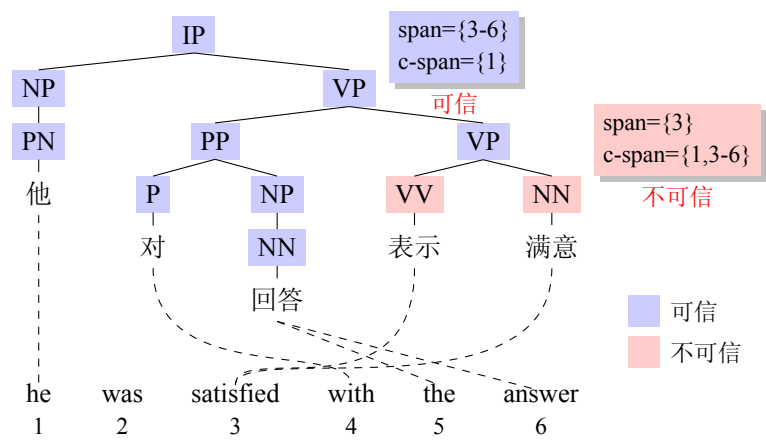 IP
span={3-6}
c-span={1}
NP
VP
可信
PN
PP
VP
span={3}
c-span={1,3-6}
不可信
他
P
NP
VV
NN
对
NN
表示
满意
回答
可信
不可信
he was satisfied with the answer
1 2 3 4 5 6